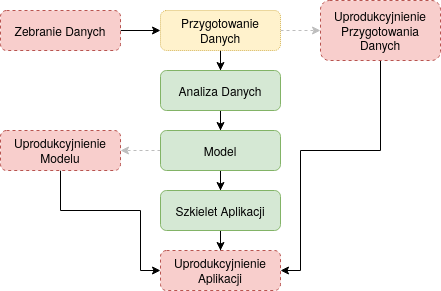 Zebranie Danych
Przygotowanie
Danych
Uprodukcyjnienie
Przygotowania
Danych
Analiza Danych
Uprodukcyjnienie
Modelu
Model
Szkielet Aplikacji
Uprodukcyjnienie
Aplikacji